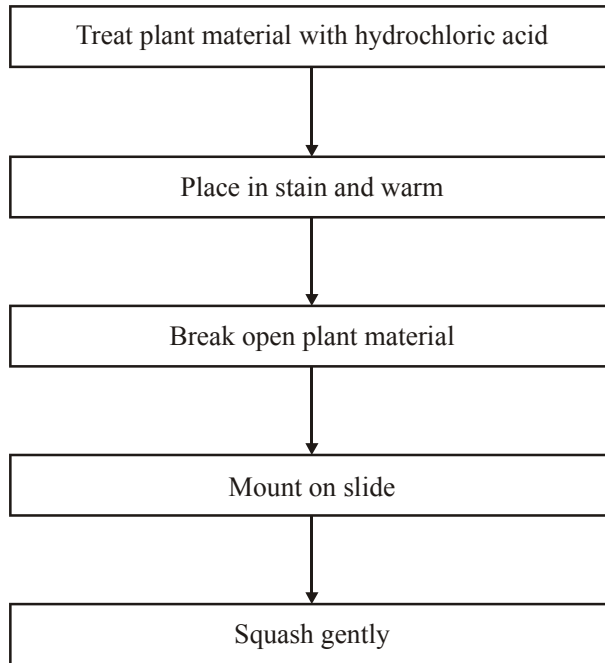 Treat plant material with hydrochloric acid
Place in stain and warm
Break open plant material
Mount on slide
Squash gently